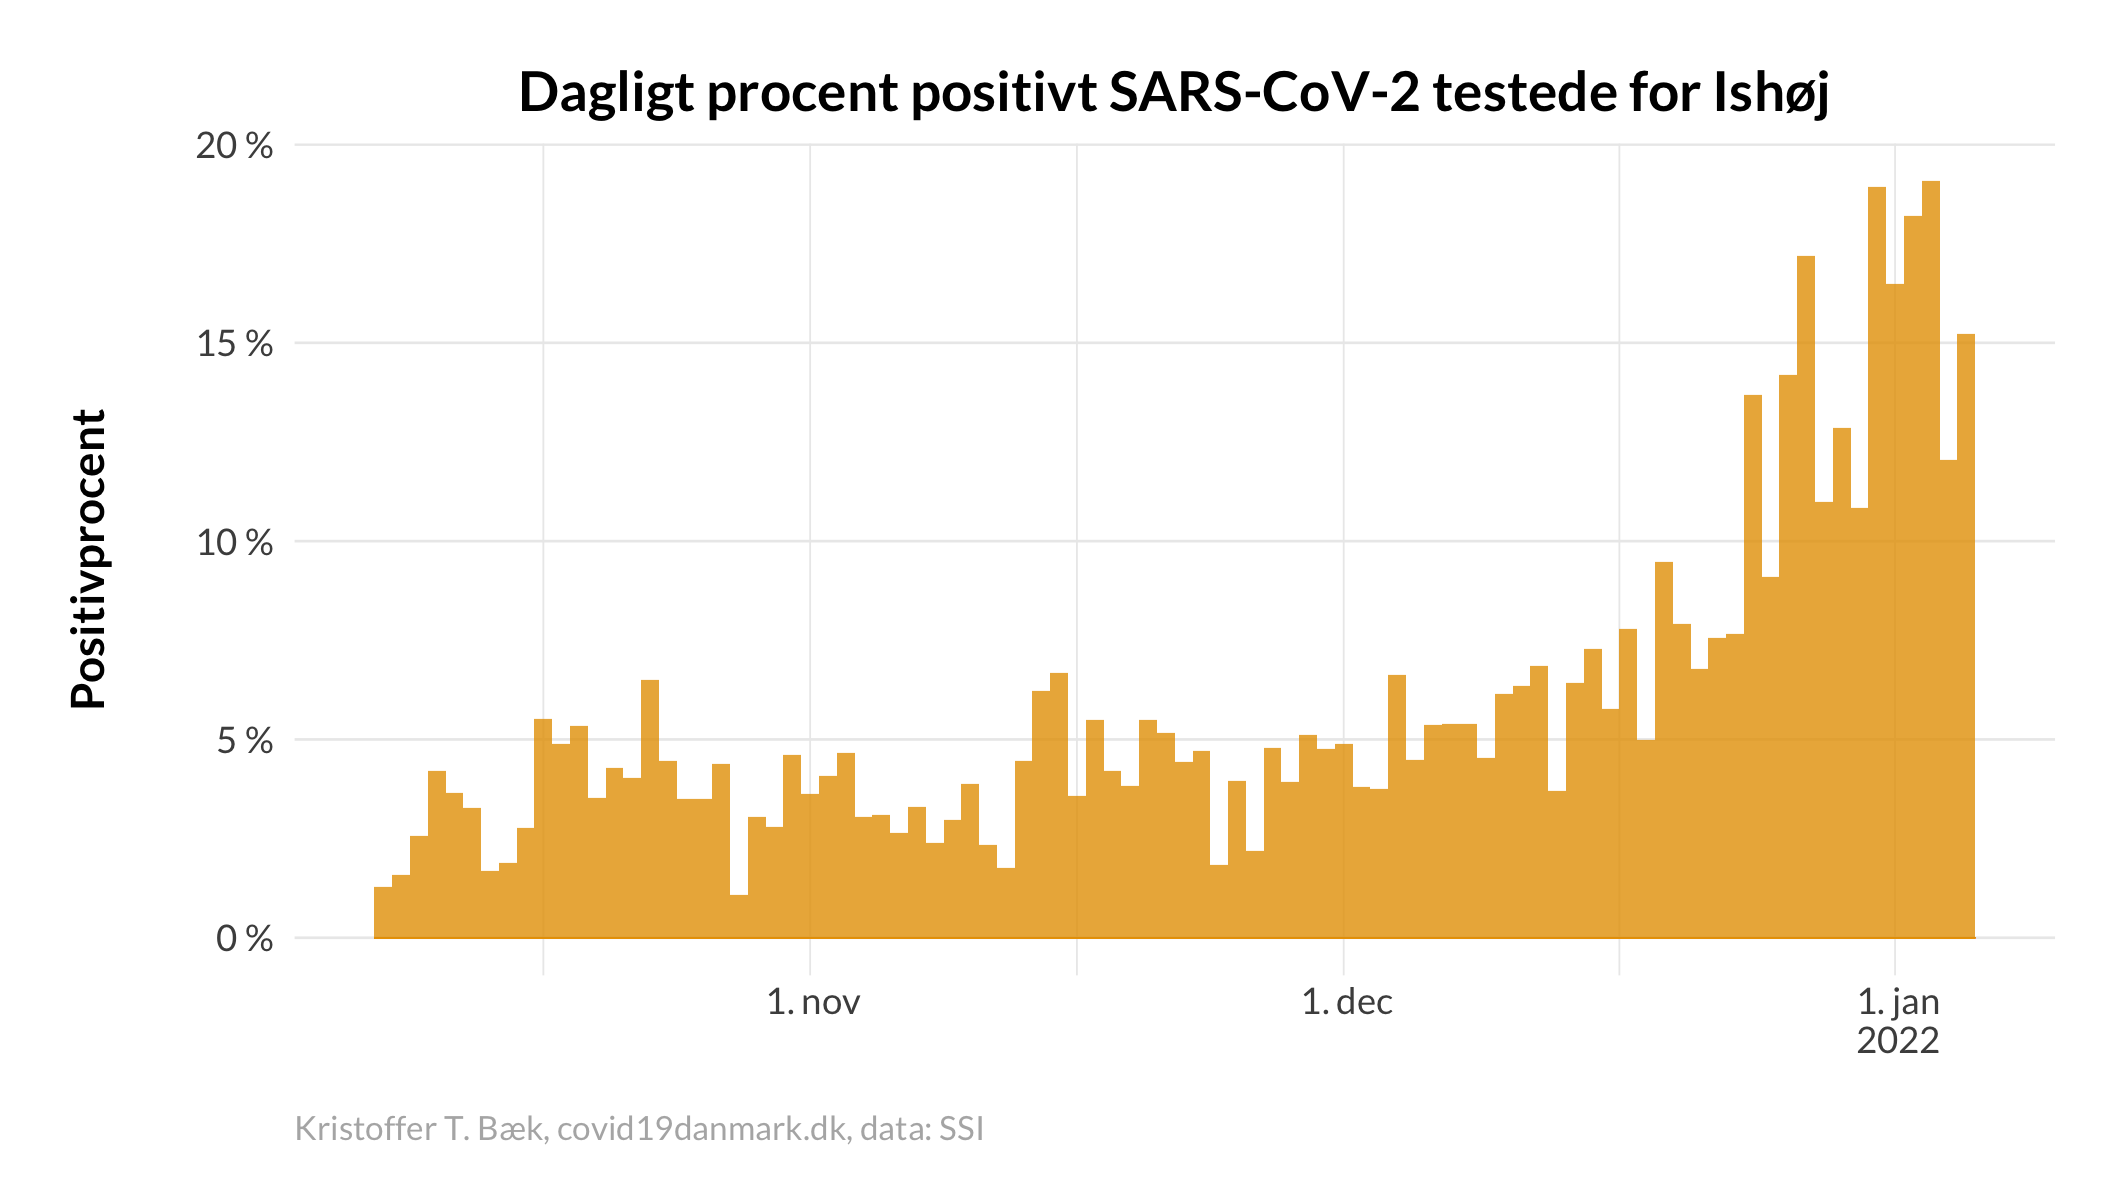 Dagligt procent positivt SARS-CoV-2 testede for Ishøj
Positivprocent
20 %
15 %
10 %
5 %
0 %
1. nov
1. dec
1. jan
2022
Kristoffer T. Bæk, covid19danmark.dk, data: SSI